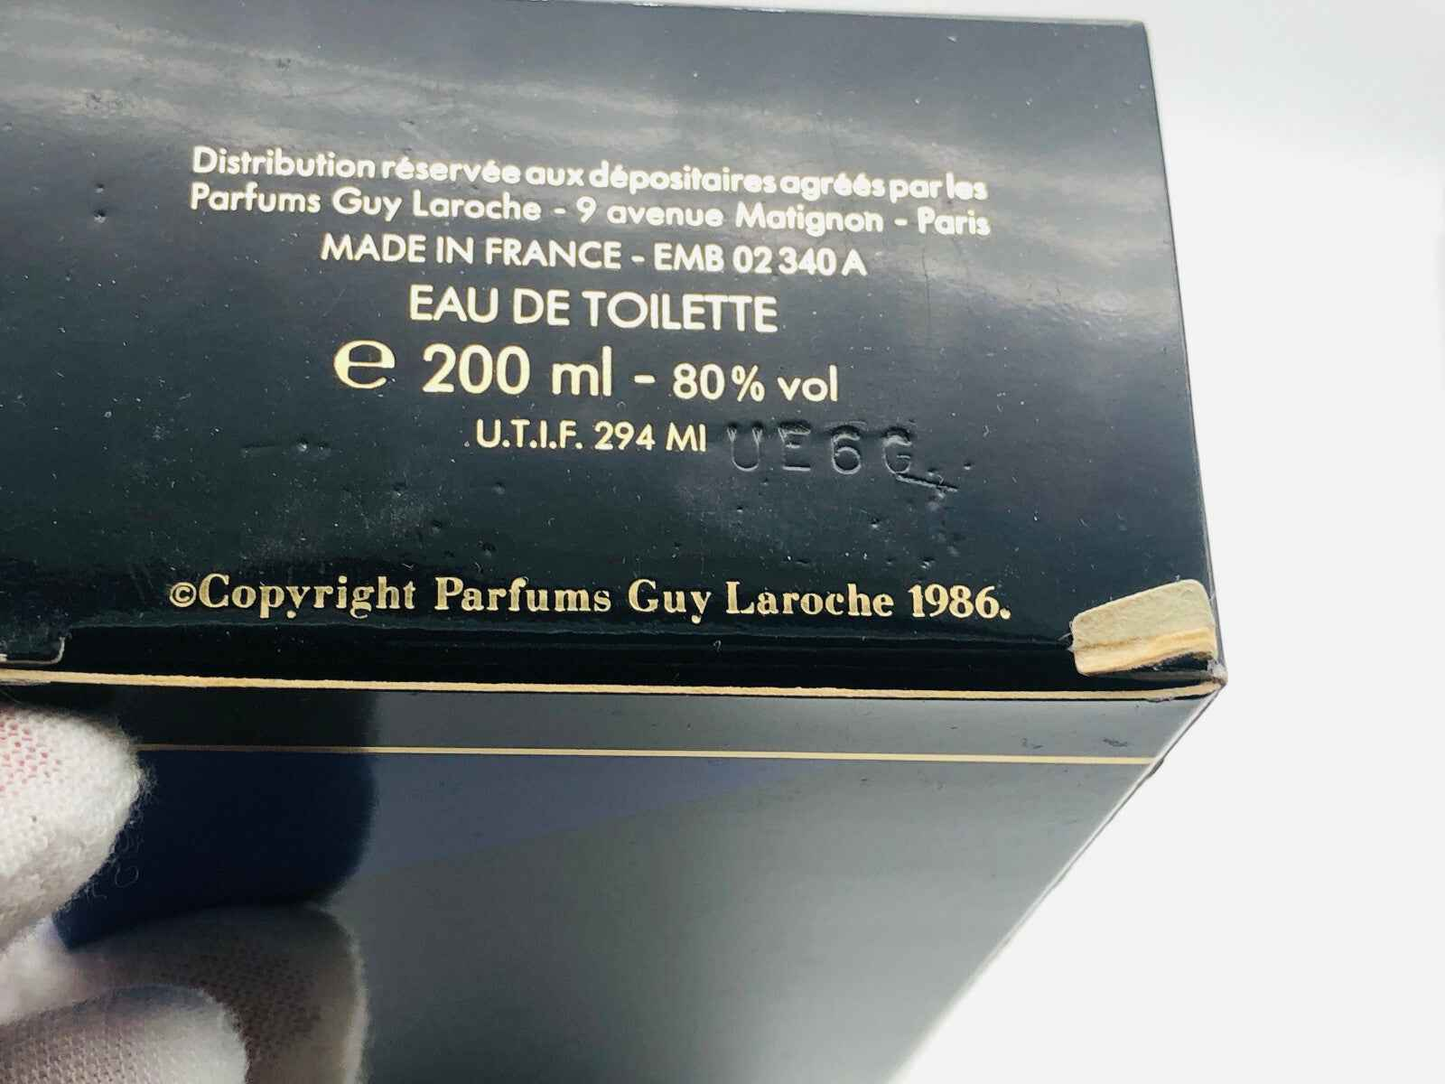 Distribution réservée aux dépositaires agréés par les
Parfums Guy Laroche - 9 avenue Matignon - Paris
MADE IN FRANCE - EMB 02 340 A
EAU DE TOILETTE
℮ 200 ml - 80% vol
U.T.I.F. 294 MI UE6G
©Copyright Parfums Guy Laroche 1986.